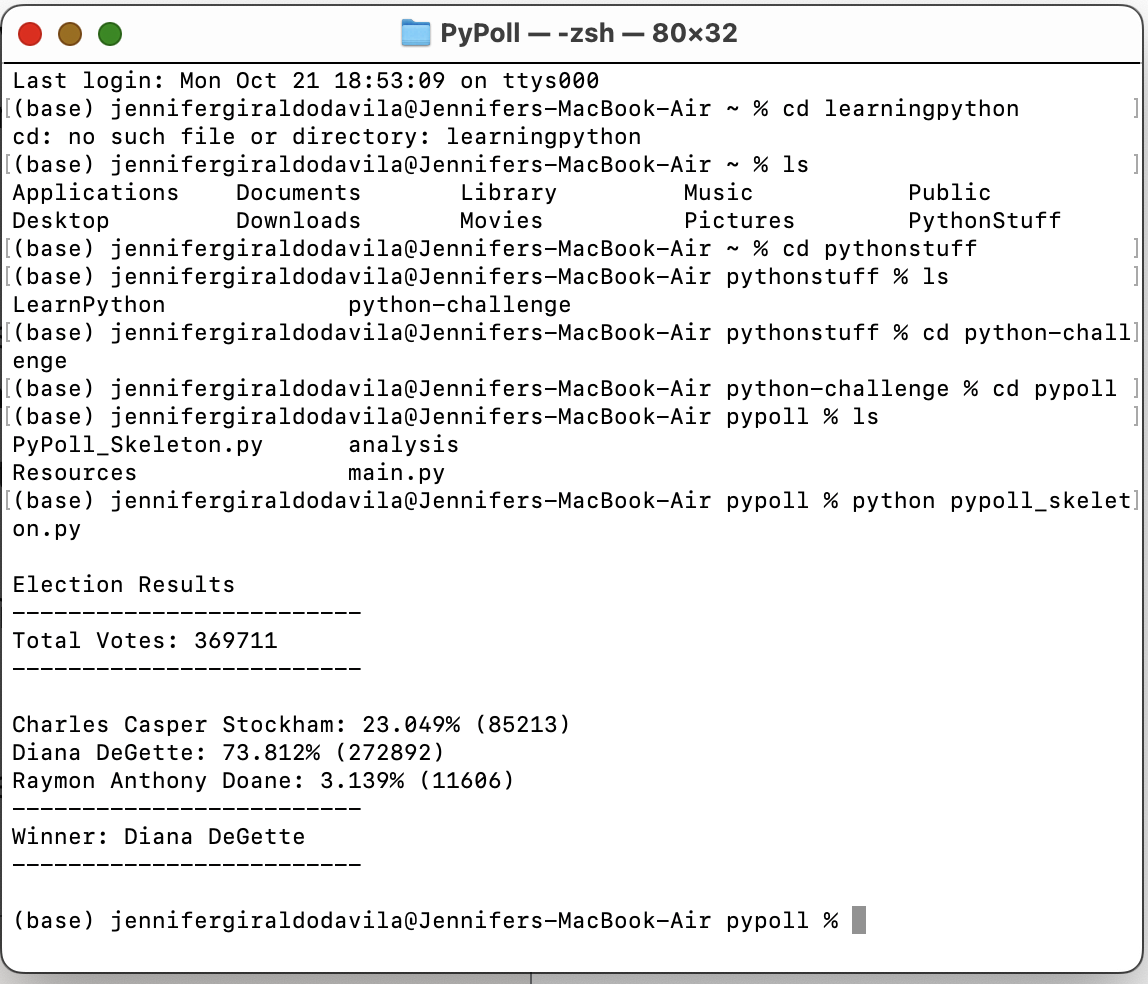 PyPoll — -zsh — 80×32
Last login: Mon Oct 21 18:53:09 on ttys000
[(base) jennifergiraldodavila@Jennifers-MacBook-Air ~ % cd learningpython ]
cd: no such file or directory: learningpython
[(base) jennifergiraldodavila@Jennifers-MacBook-Air ~ % ls ]
Applications Documents Library Music Public
Desktop Downloads Movies Pictures PythonStuff
[(base) jennifergiraldodavila@Jennifers-MacBook-Air ~ % cd pythonstuff ]
[(base) jennifergiraldodavila@Jennifers-MacBook-Air pythonstuff % ls ]
LearnPython python-challenge
[(base) jennifergiraldodavila@Jennifers-MacBook-Air pythonstuff % cd python-chall]
enge
[(base) jennifergiraldodavila@Jennifers-MacBook-Air python-challenge % cd pypoll ]
[(base) jennifergiraldodavila@Jennifers-MacBook-Air pypoll % ls ]
PyPoll_Skeleton.py analysis
Resources main.py
[(base) jennifergiraldodavila@Jennifers-MacBook-Air pypoll % python pypoll_skelet]
on.py
Election Results
-------------------------
Total Votes: 369711
-------------------------
Charles Casper Stockham: 23.049% (85213)
Diana DeGette: 73.812% (272892)
Raymon Anthony Doane: 3.139% (11606)
-------------------------
Winner: Diana DeGette
-------------------------
(base) jennifergiraldodavila@Jennifers-MacBook-Air pypoll %